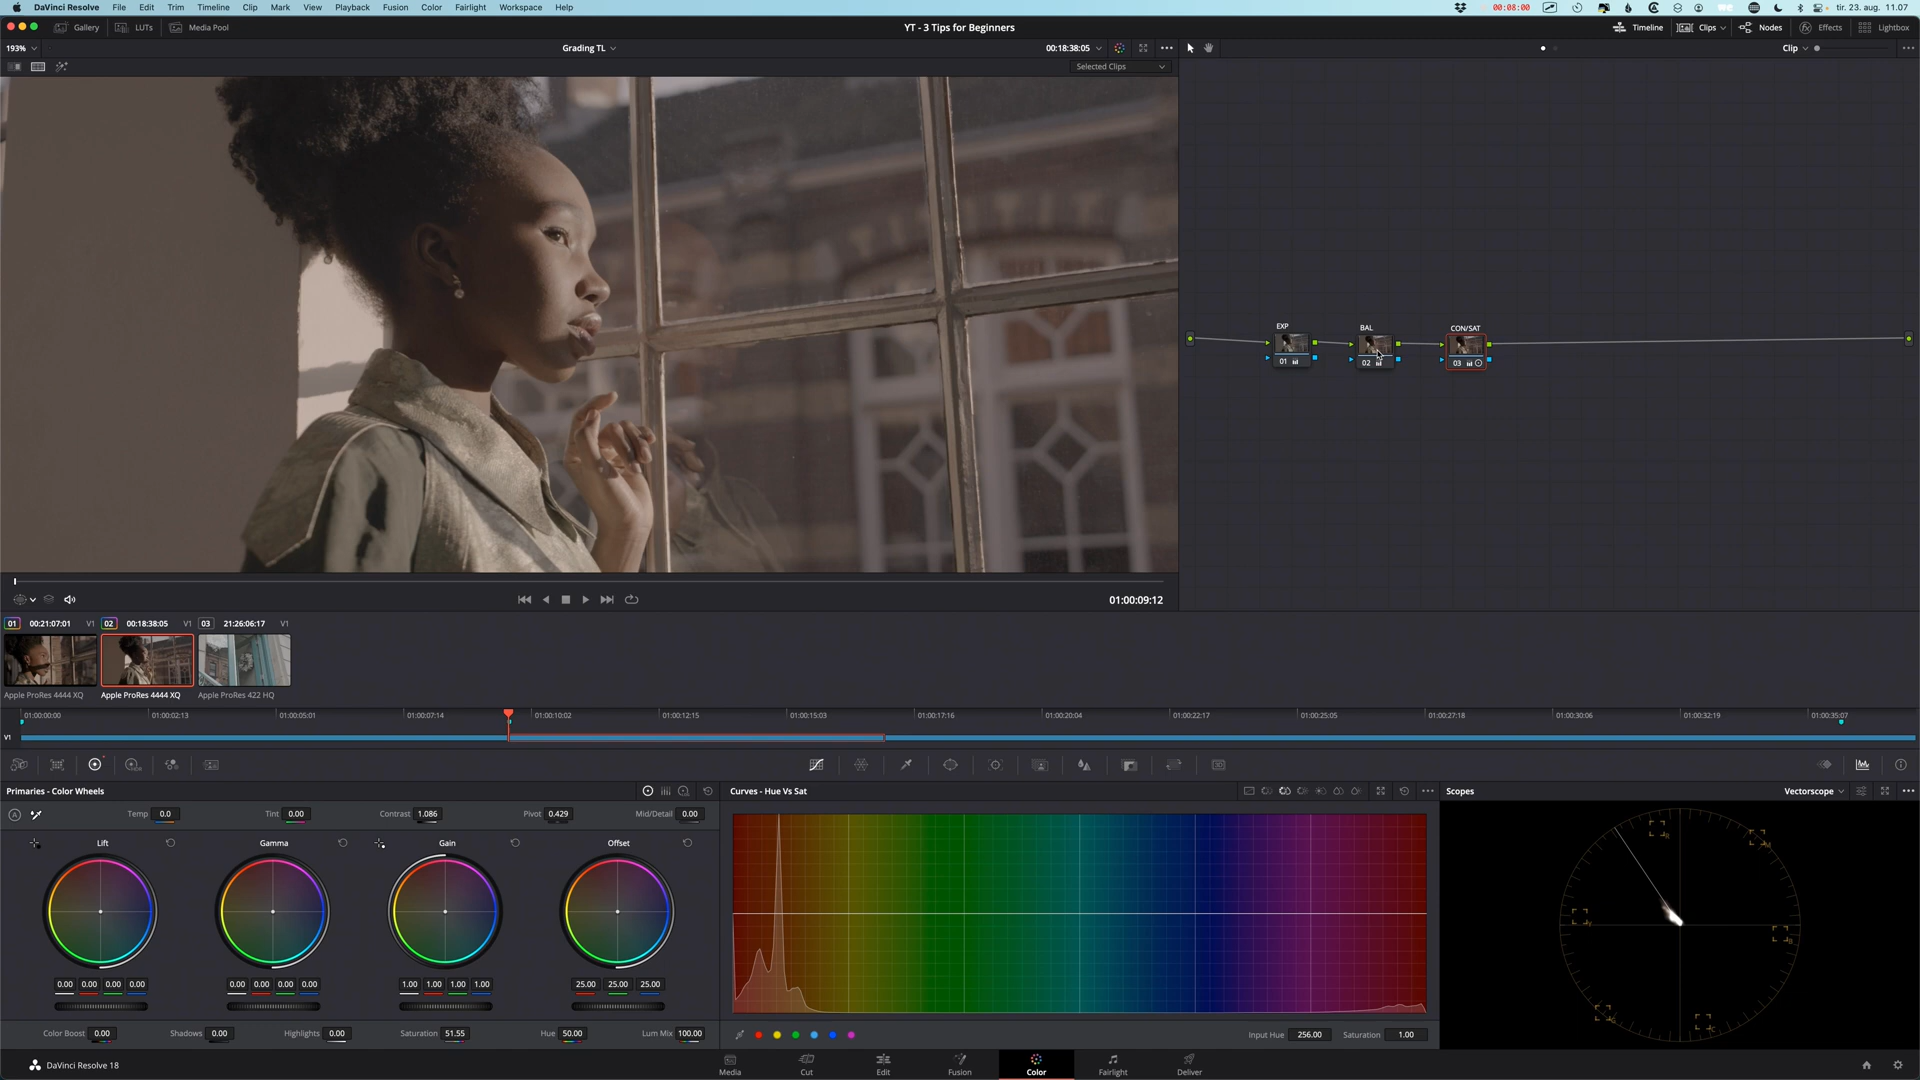 DaVinci Resolve File Edit Trim Timeline Clip Mark View Playback Fusion Color Fairlight Workspace Help 00:08:00 tir. 23. aug. 11.07
Gallery LUTs Media Pool YT - 3 Tips for Beginners Timeline Clips Nodes Effects Lightbox
193% Grading TL 00:18:38:05 Clip
Selected Clips
EXP BAL CON/SAT
01 02 03
01:00:09:12
01 00:21:07:01 V1 02 00:18:38:05 V1 03 21:26:06:17 V1
Apple ProRes 4444 XQ Apple ProRes 4444 XQ Apple ProRes 422 HQ
01:00:00:00 01:00:02:13 01:00:05:01 01:00:07:14 01:00:10:02 01:00:12:15 01:00:15:03 01:00:17:16 01:00:20:04 01:00:22:17 01:00:25:05 01:00:27:18 01:00:30:06 01:00:32:19 01:00:35:07
V1
Primaries - Color Wheels Curves - Hue Vs Sat Scopes Vectorscope
A Temp 0.0 Tint 0.00 Contrast 1.086 Pivot 0.429 Mid/Detail 0.00
Lift Gamma Gain Offset
0.00 0.00 0.00 0.00 0.00 0.00 0.00 0.00 1.00 1.00 1.00 1.00 25.00 25.00 25.00
Color Boost 0.00 Shadows 0.00 Highlights 0.00 Saturation 51.55 Hue 50.00 Lum Mix 100.00 Input Hue 256.00 Saturation 1.00
DaVinci Resolve 18 Media Cut Edit Fusion Color Fairlight Deliver